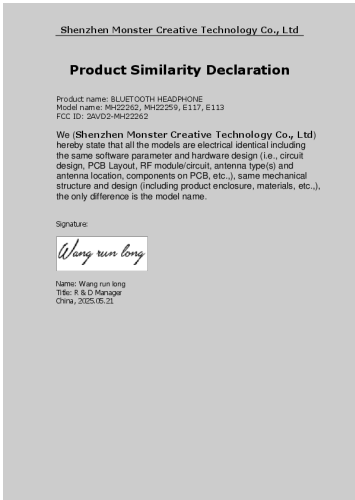 Shenzhen Monster Creative Technology Co., Ltd
Product Similarity Declaration
Product name: BLUETOOTH HEADPHONE
Model name: MH22262, MH22259, E117, E113
FCC ID: 2AVD2-MH22262
We (Shenzhen Monster Creative Technology Co., Ltd)
hereby state that all the models are electrical identical including
the same software parameter and hardware design (i.e., circuit
design, PCB Layout, RF module/circuit, antenna type(s) and
antenna location, components on PCB, etc.,), same mechanical
structure and design (including product enclosure, materials, etc.,),
the only difference is the model name.
Signature:
Wang run long
Name: Wang run long
Title: R & D Manager
China, 2025.05.21